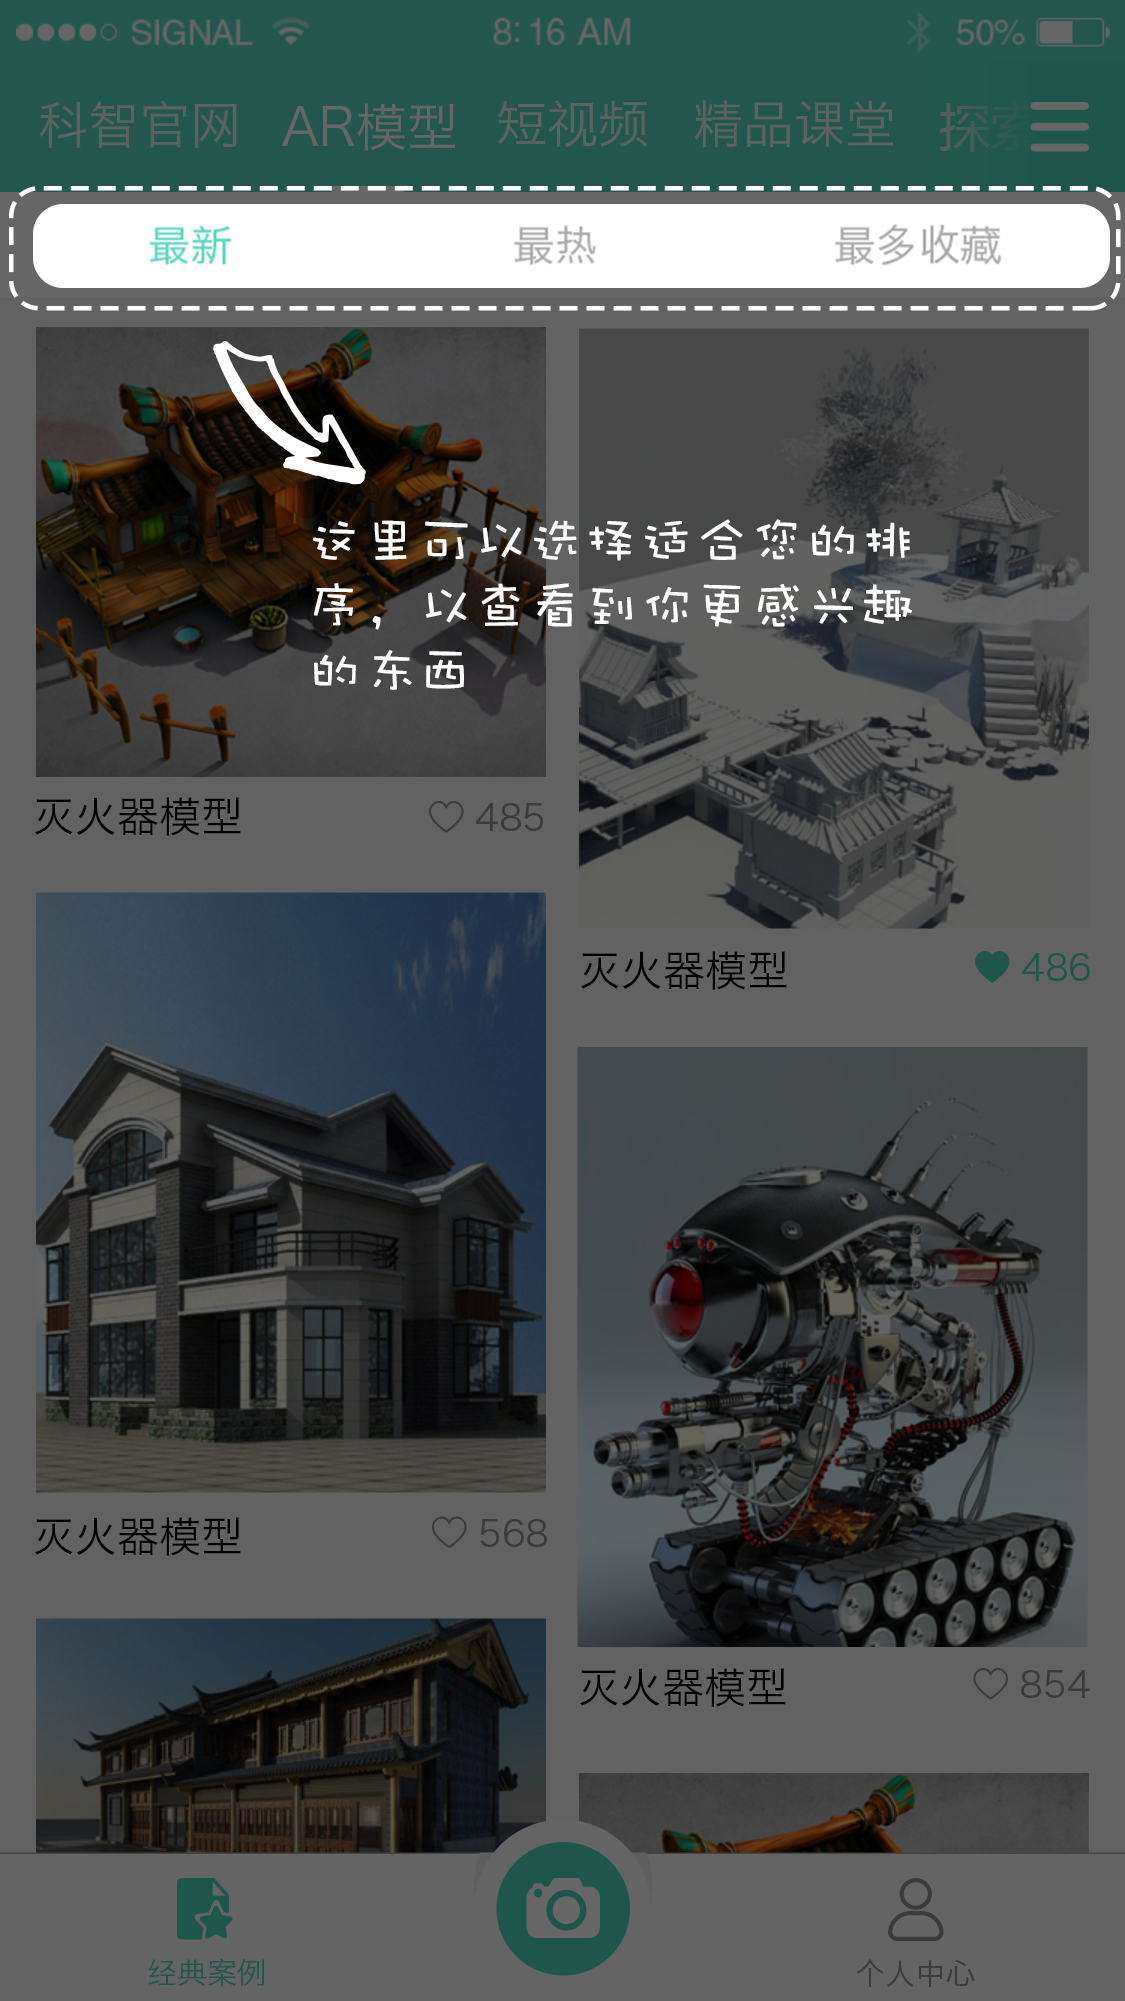 SIGNAL 8:16 AM 50%
科智官网 AR模型 短视频 精品课堂 探索
最新 最热 最多收藏
这里可以选择适合您的排
序，以查看到你更感兴趣
的东西
灭火器模型 485
灭火器模型 486
灭火器模型 568
灭火器模型 854
经典案例 个人中心